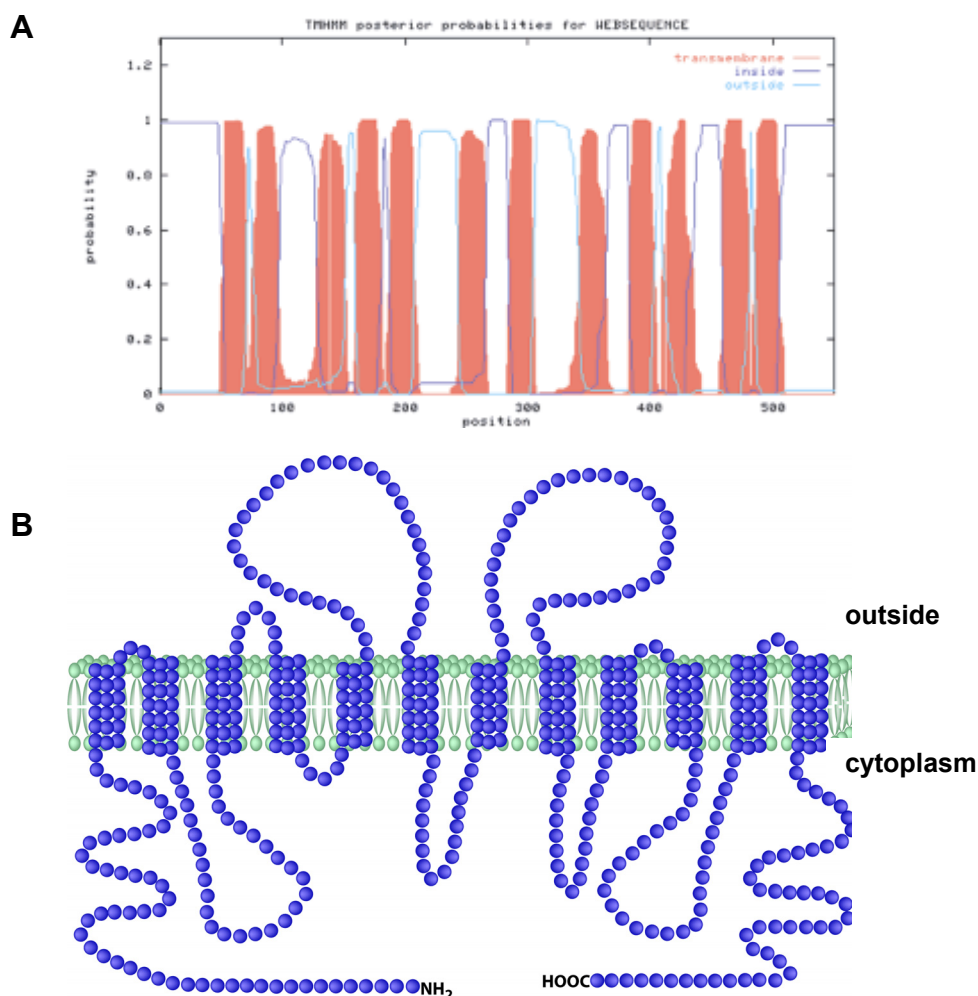 A
TMHMM posterior probabilities for WEBSEQUENCE
transmembrane
inside
outside
probability
1.2
1
0.8
0.6
0.4
0.2
0
0 100 200 300 400 500
position
B
outside
cytoplasm
NH2
HOOC